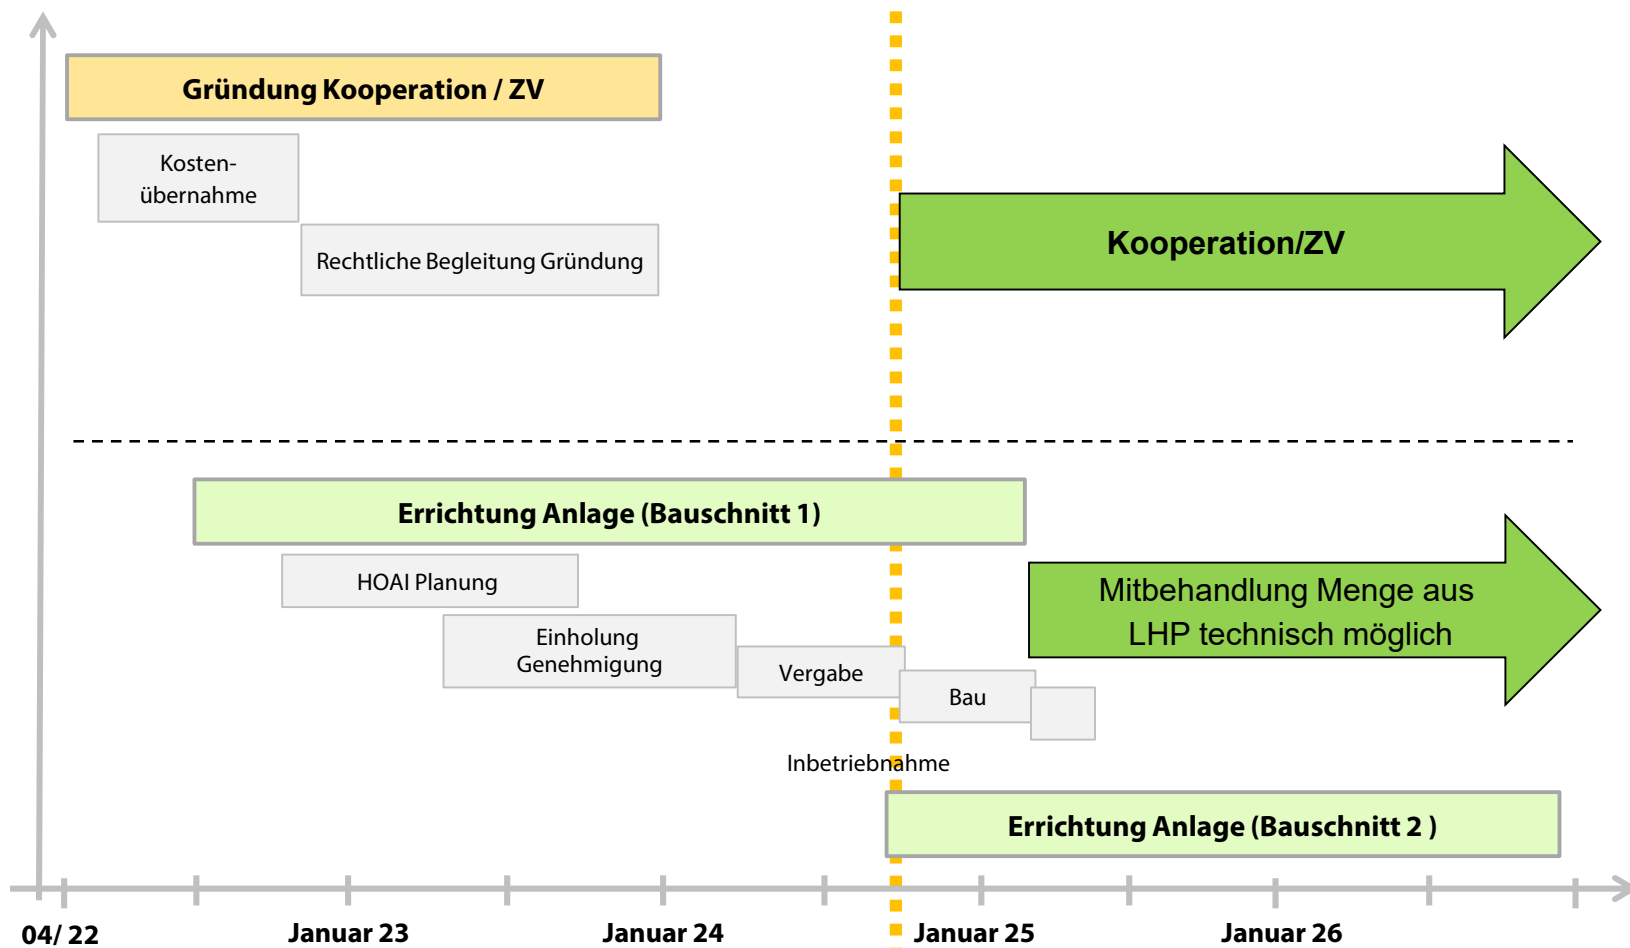 Gründung Kooperation / ZV
Kosten-
übernahme
Rechtliche Begleitung Gründung
Kooperation/ZV
Errichtung Anlage (Bauschnitt 1)
HOAI Planung
Einholung
Genehmigung
Vergabe
Bau
Mitbehandlung Menge aus
LHP technisch möglich
Inbetriebnahme
Errichtung Anlage (Bauschnitt 2 )
04/ 22
Januar 23
Januar 24
Januar 25
Januar 26